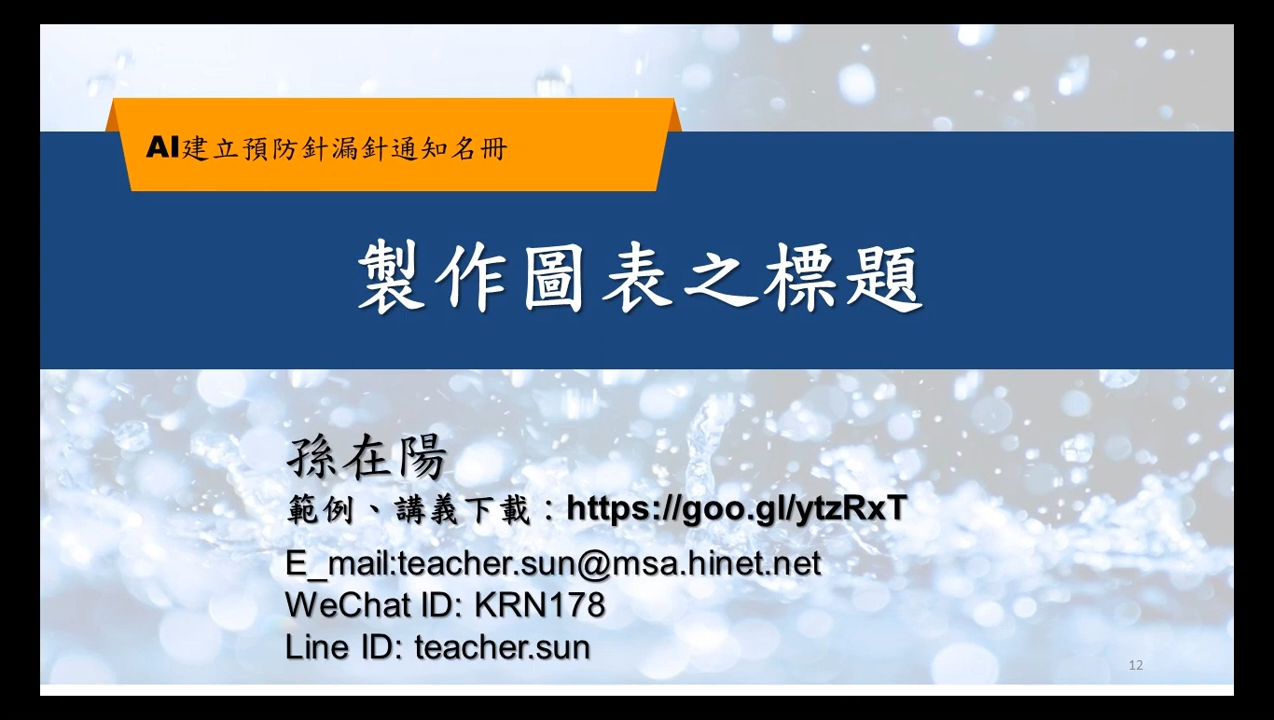 AI建立預防針漏針通知名冊
製作圖表之標題
孫在陽
範例、講義下載：https://goo.gl/ytzRxT
E_mail:teacher.sun@msa.hinet.net
WeChat ID: KRN178
Line ID: teacher.sun
12